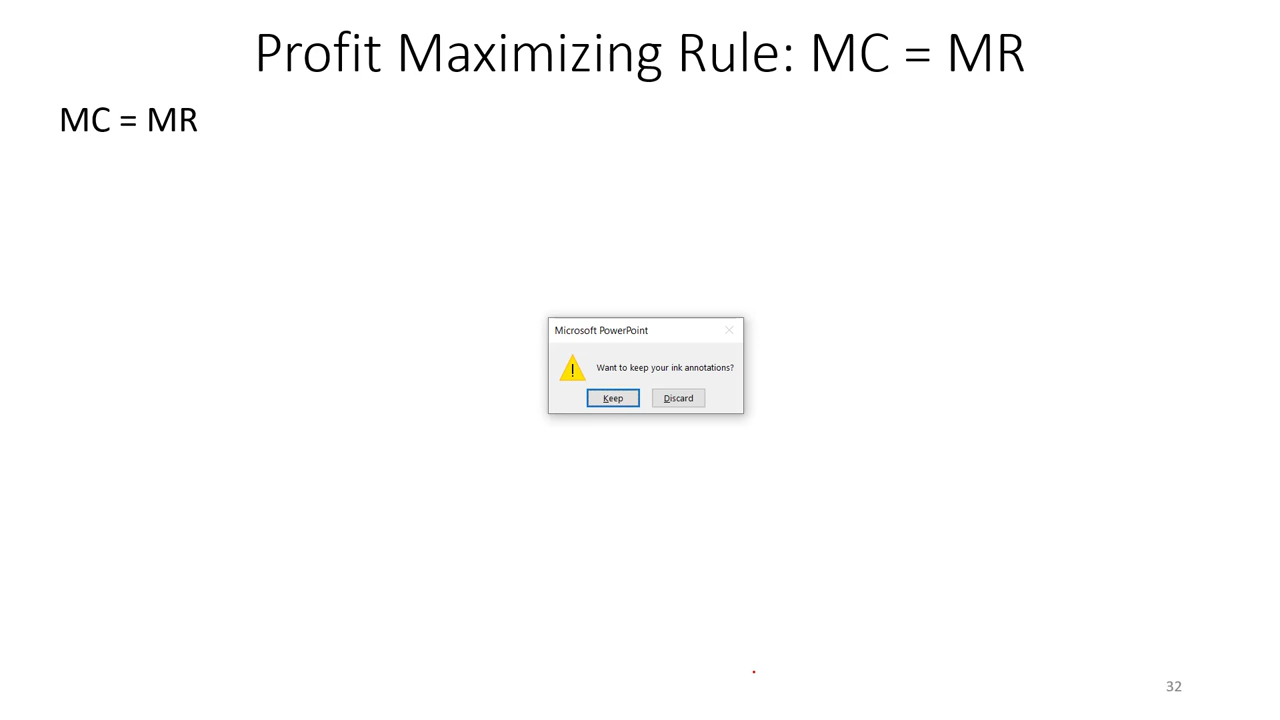 Profit Maximizing Rule: MC = MR
MC = MR
Microsoft PowerPoint
Want to keep your ink annotations?
Keep
Discard
32